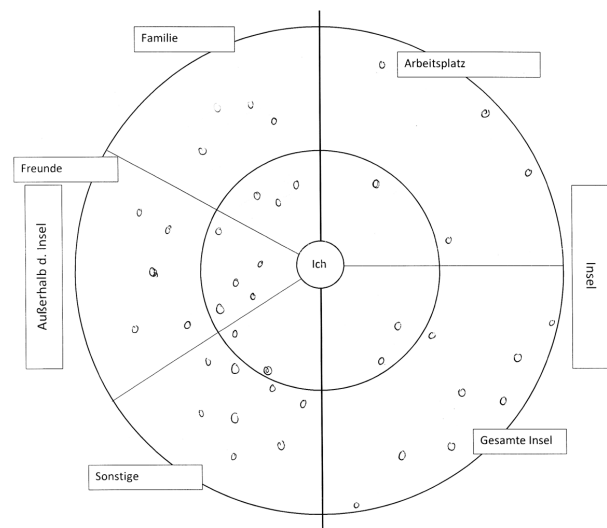 Familie
Arbeitsplatz
Freunde
Außerhalb d. Insel
Ich
Insel
Gesamte Insel
Sonstige